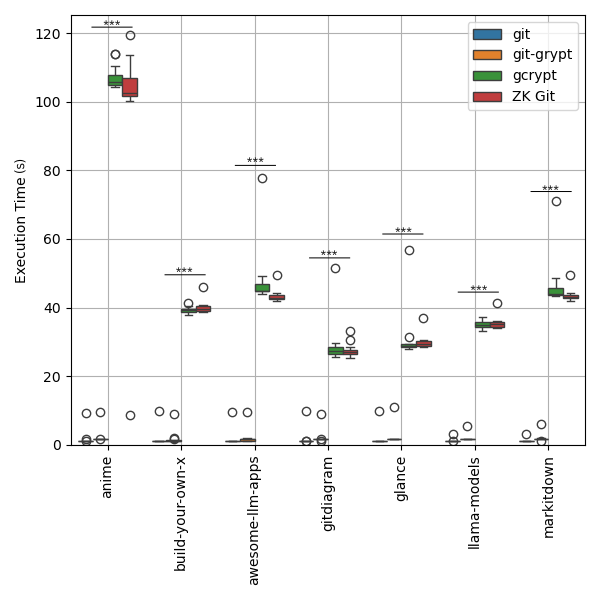 ***
***
***
***
***
***
***
git
git-grypt
gcrypt
ZK Git
Execution Time (s)
120
100
80
60
40
20
0
anime
build-your-own-x
awesome-llm-apps
gitdiagram
glance
llama-models
markitdown